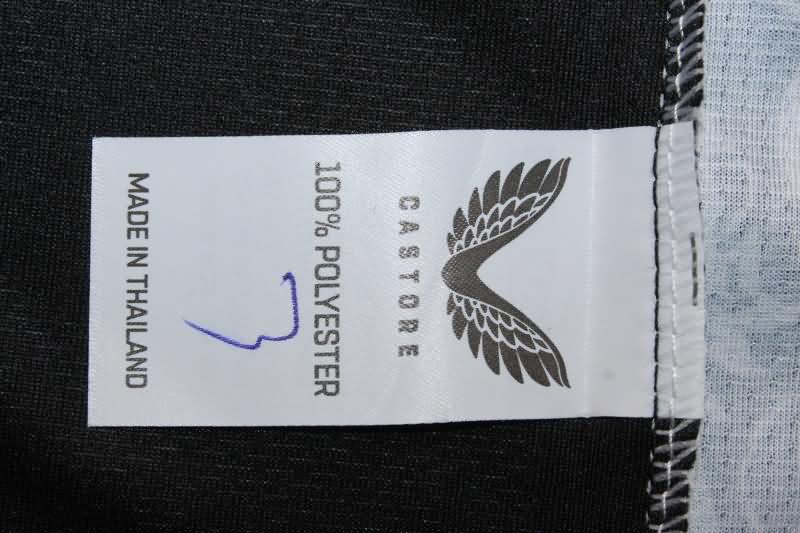 CASTORE
100% POLYESTER
MADE IN THAILAND